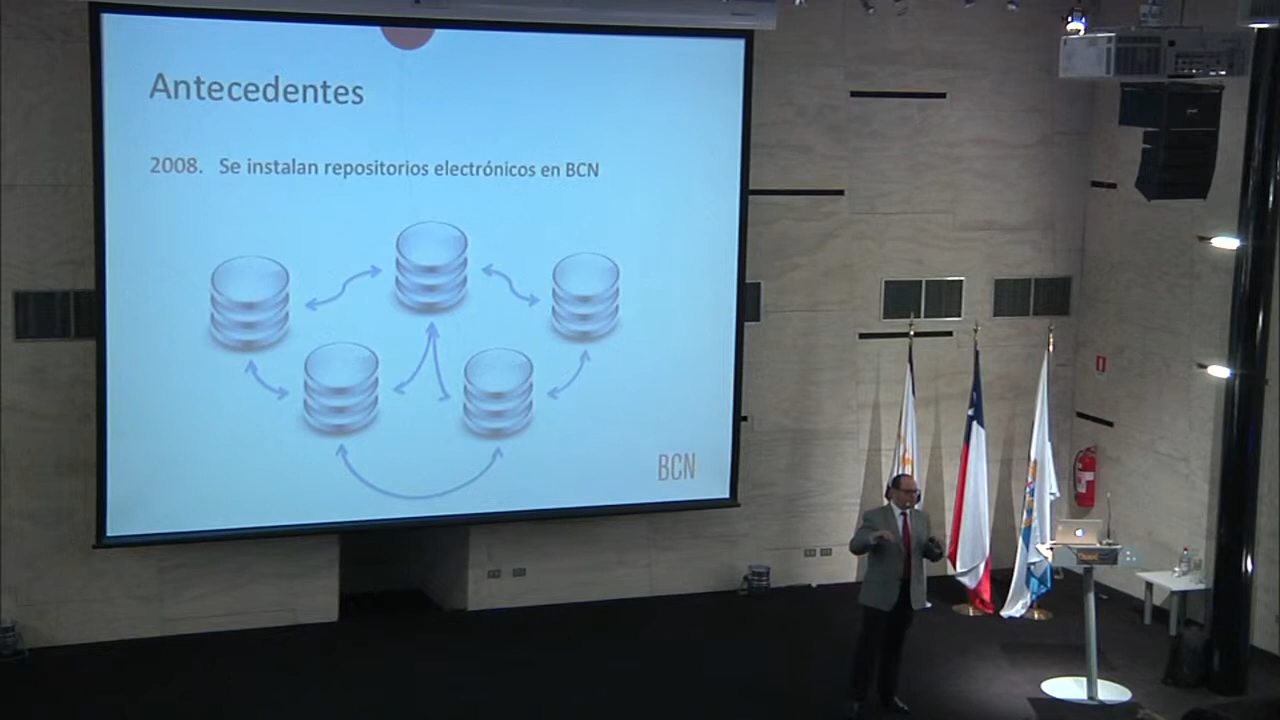 Antecedentes
2008. Se instalan repositorios electrónicos en BCN
BCN